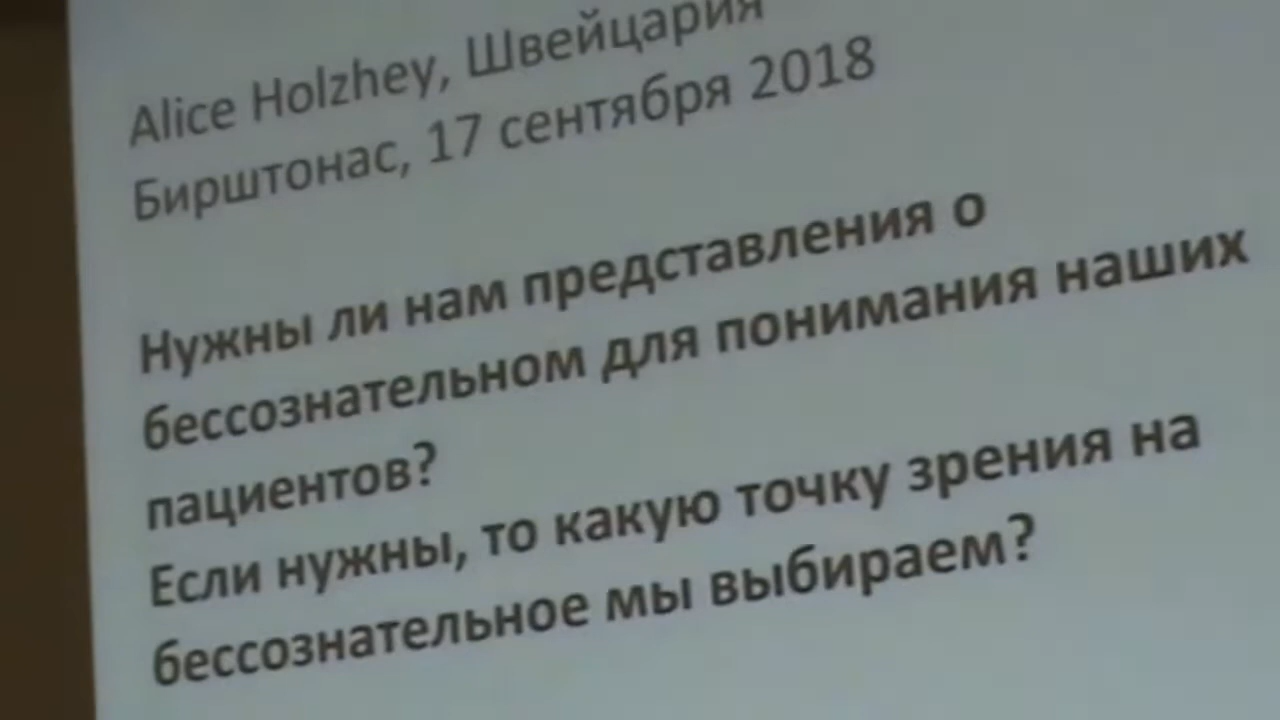 Alice Holzhey, Швейцария
Бирштонас, 17 сентября 2018
Нужны ли нам представления о
бессознательном для понимания наших
пациентов?
Если нужны, то какую точку зрения на
бессознательное мы выбираем?